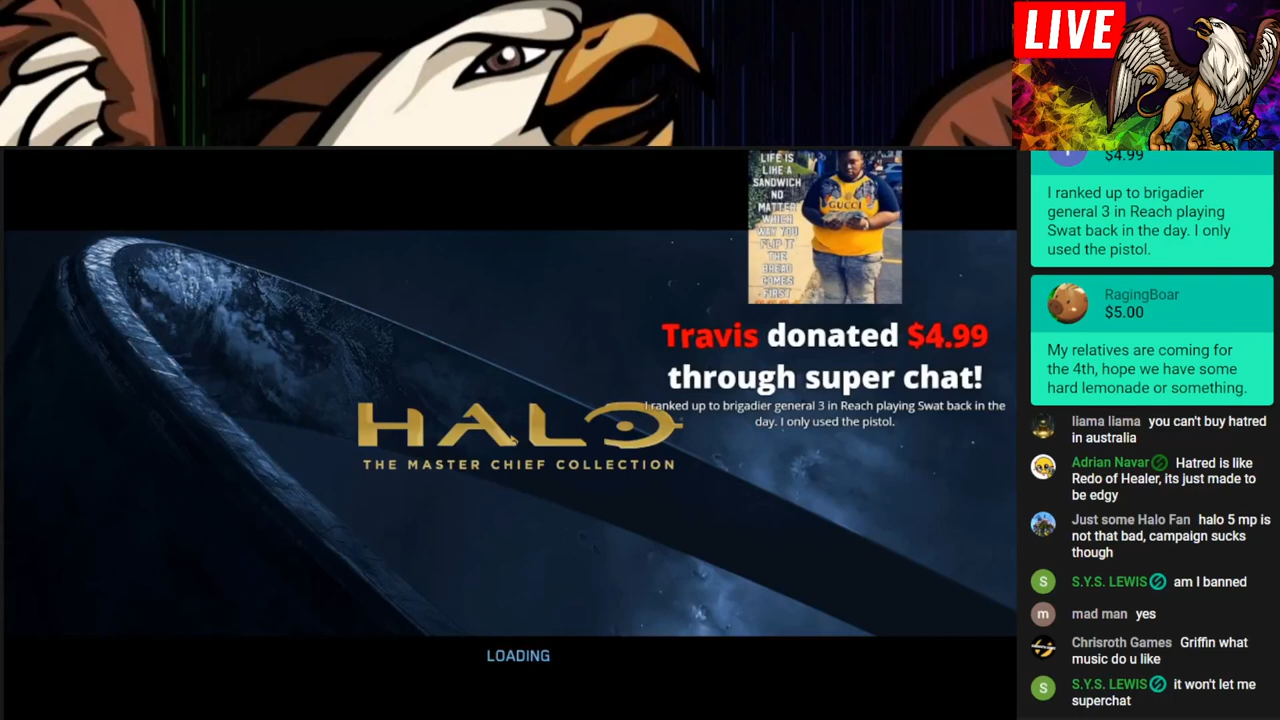 LIVE
LIFE IS
LIKE A
SANDWICH
NO
MATTER
WHICH
WAY YOU
FLIP IT
THE
BREAD
COMES
FIRST
GUCCI
Travis donated $4.99
through super chat!
I ranked up to brigadier general 3 in Reach playing Swat back in the
day. I only used the pistol.
HALO
THE MASTER CHIEF COLLECTION
LOADING
$4.99
I ranked up to brigadier
general 3 in Reach playing
Swat back in the day. I only
used the pistol.
RagingBoar
$5.00
My relatives are coming for
the 4th, hope we have some
hard lemonade or something.
liama liama you can't buy hatred
in australia
Adrian Navar Hatred is like
Redo of Healer, its just made to
be edgy
Just some Halo Fan halo 5 mp is
not that bad, campaign sucks
though
S S.Y.S. LEWIS am I banned
m mad man yes
Chrisroth Games Griffin what
music do u like
S S.Y.S. LEWIS it won't let me
superchat